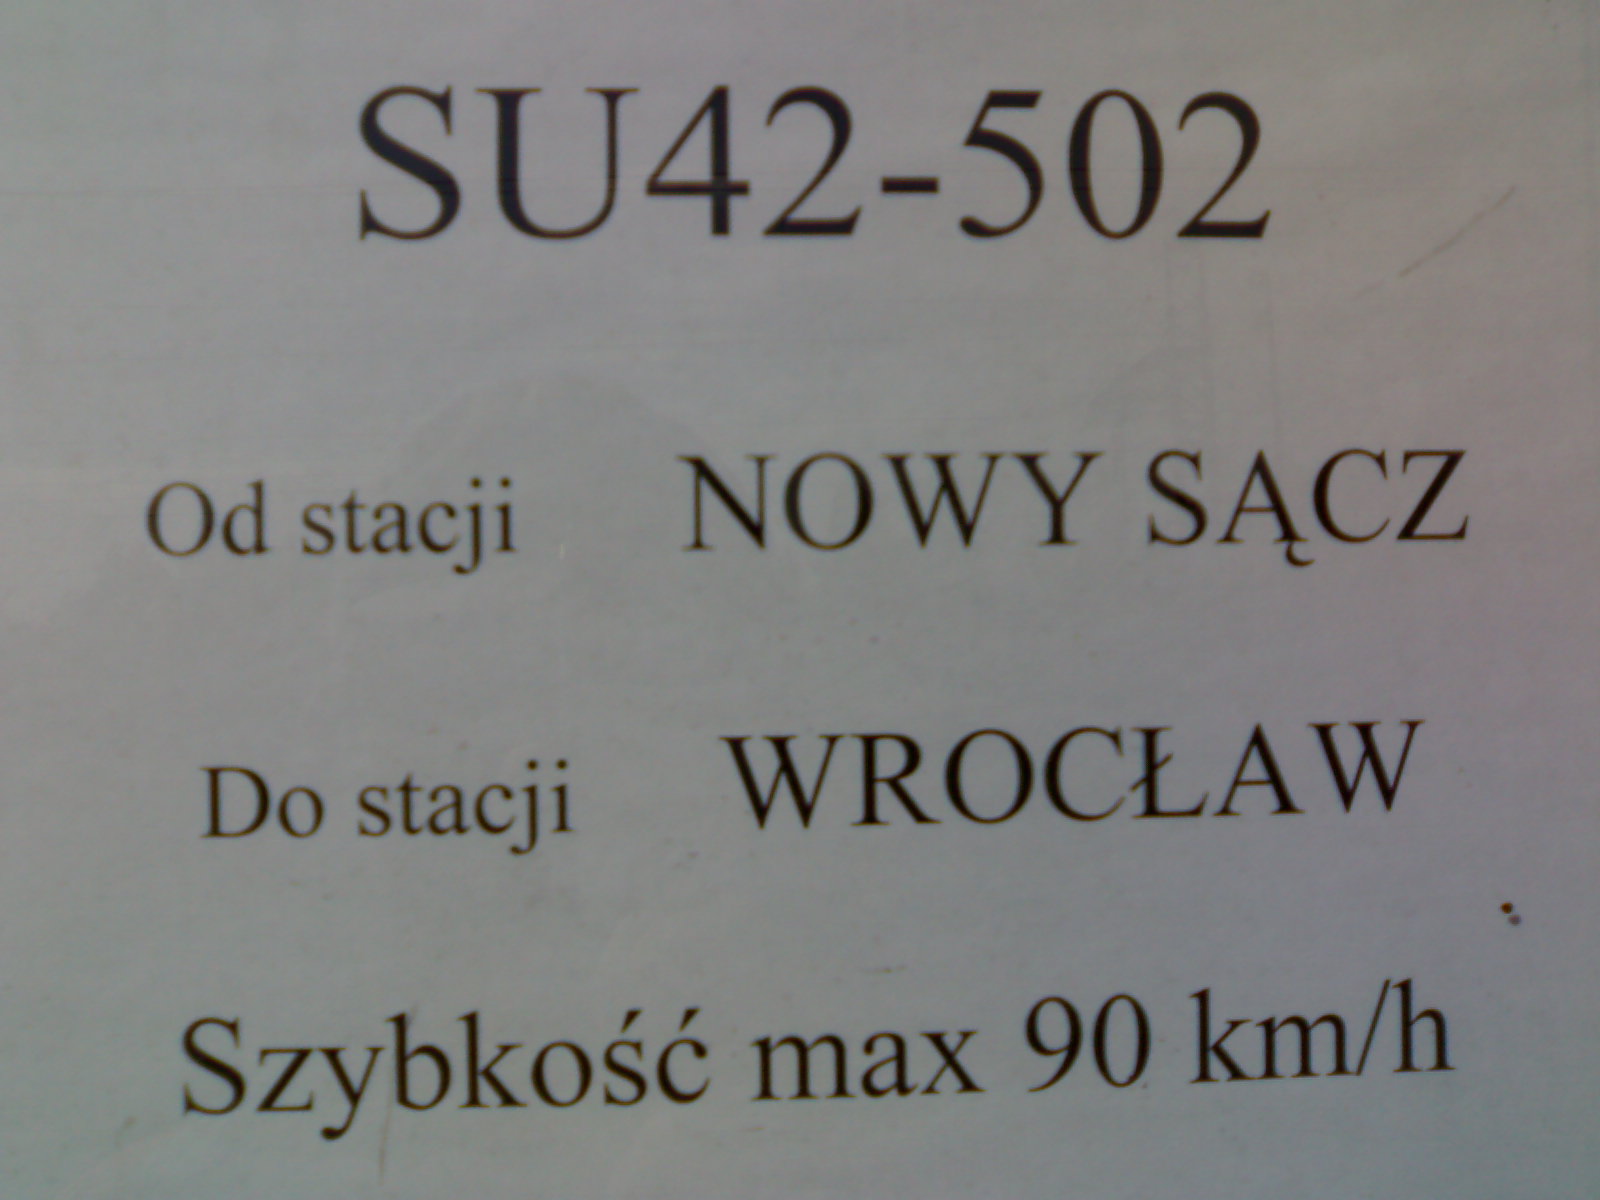 SU42-502
Od stacji NOWY SĄCZ
Do stacji WROCŁAW
Szybkość max 90 km/h